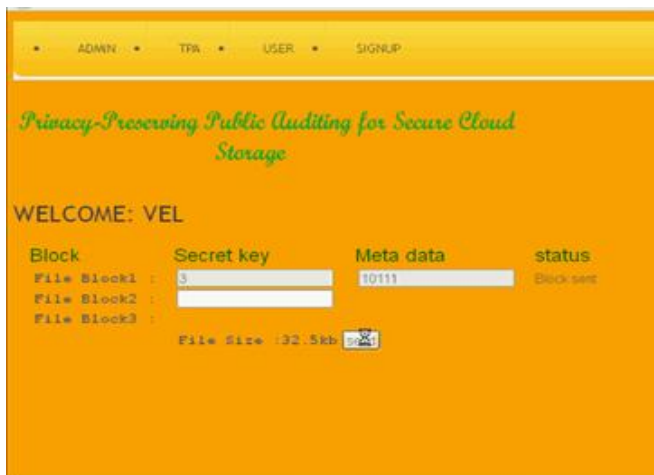 • ADMIN • TPA • USER • SIGNUP
Privacy-Preserving Public Auditing for Secure Cloud
Storage
WELCOME: VEL
Block Secret key Meta data status
File Block1 : 3 10111 Block sent
File Block2 :
File Block3 :
File Size :32.5kb